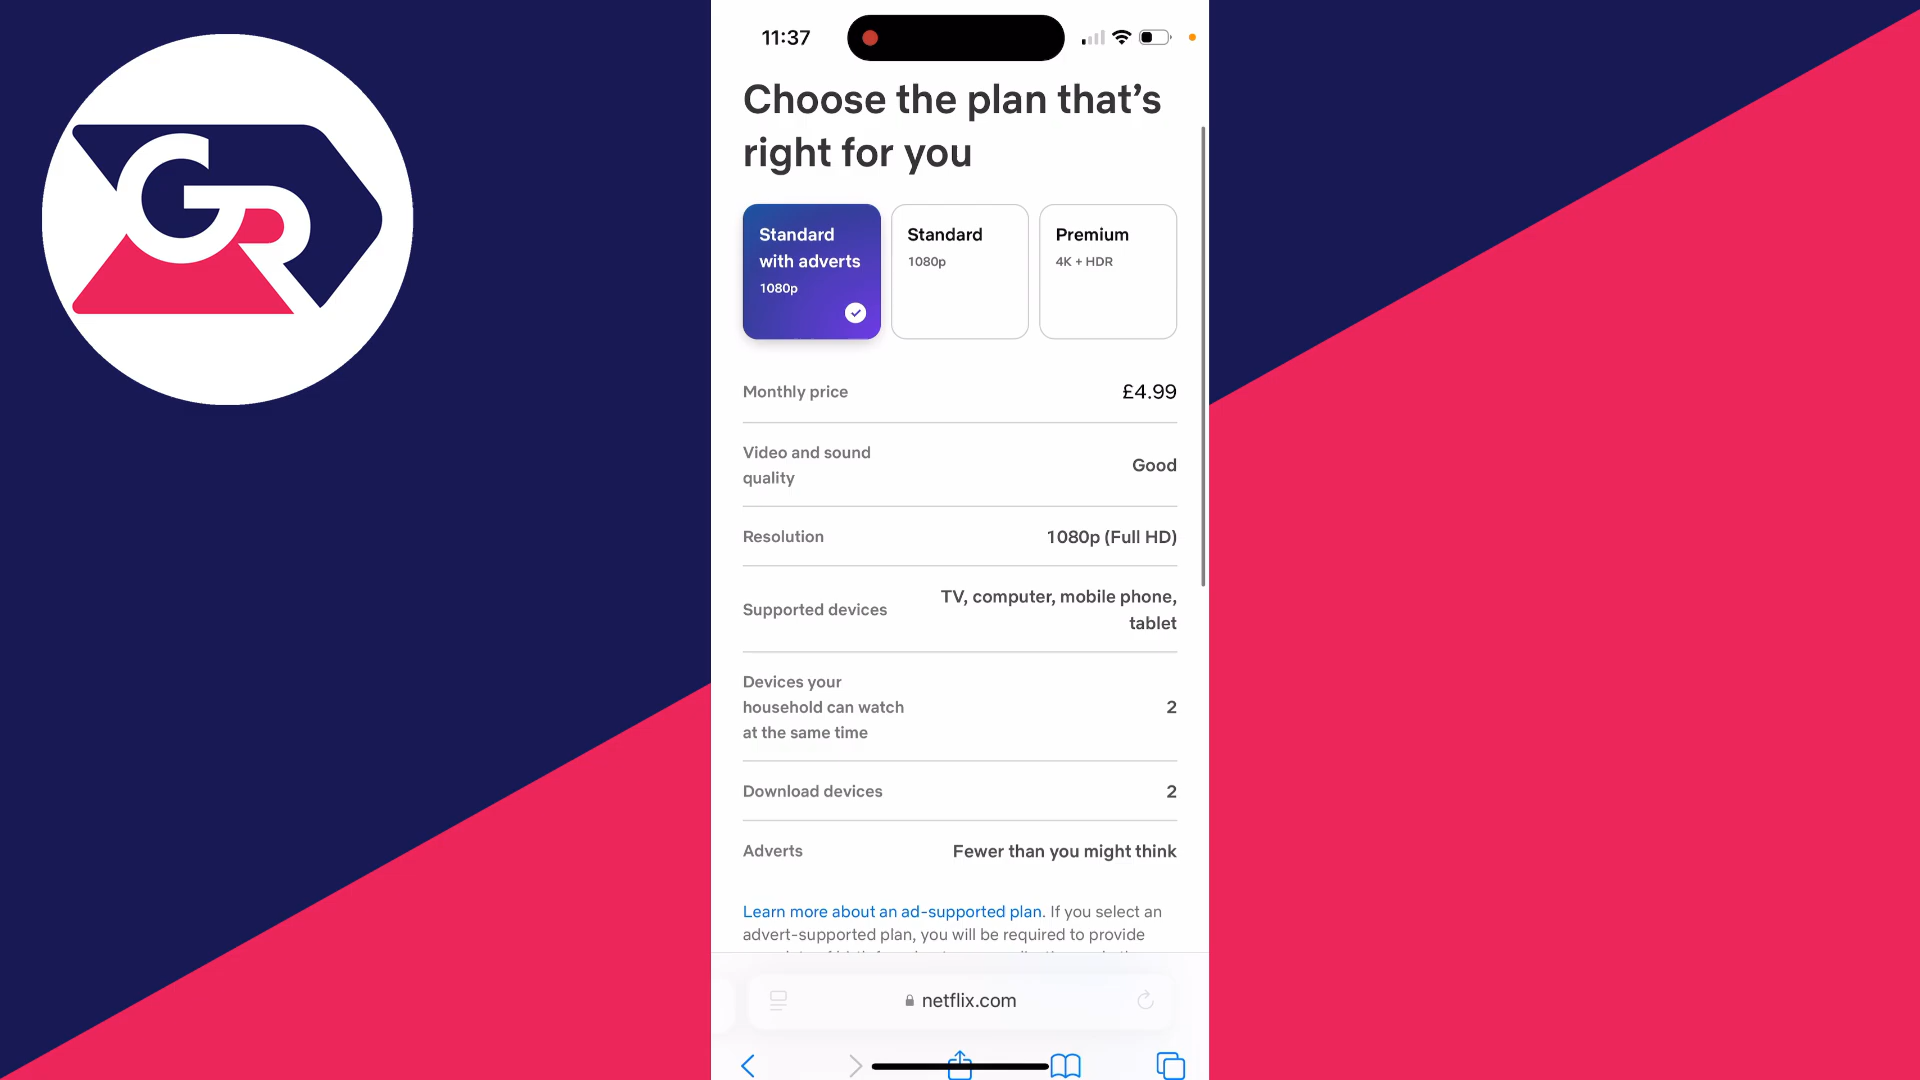 GR
11:37
Choose the plan that's
right for you
Standard
with adverts
1080p
Standard
1080p
Premium
4K + HDR
Monthly price
£4.99
Video and sound
quality
Good
Resolution
1080p (Full HD)
Supported devices
TV, computer, mobile phone,
tablet
Devices your
household can watch
at the same time
2
Download devices
2
Adverts
Fewer than you might think
Learn more about an ad-supported plan. If you select an
advert-supported plan, you will be required to provide
netflix.com